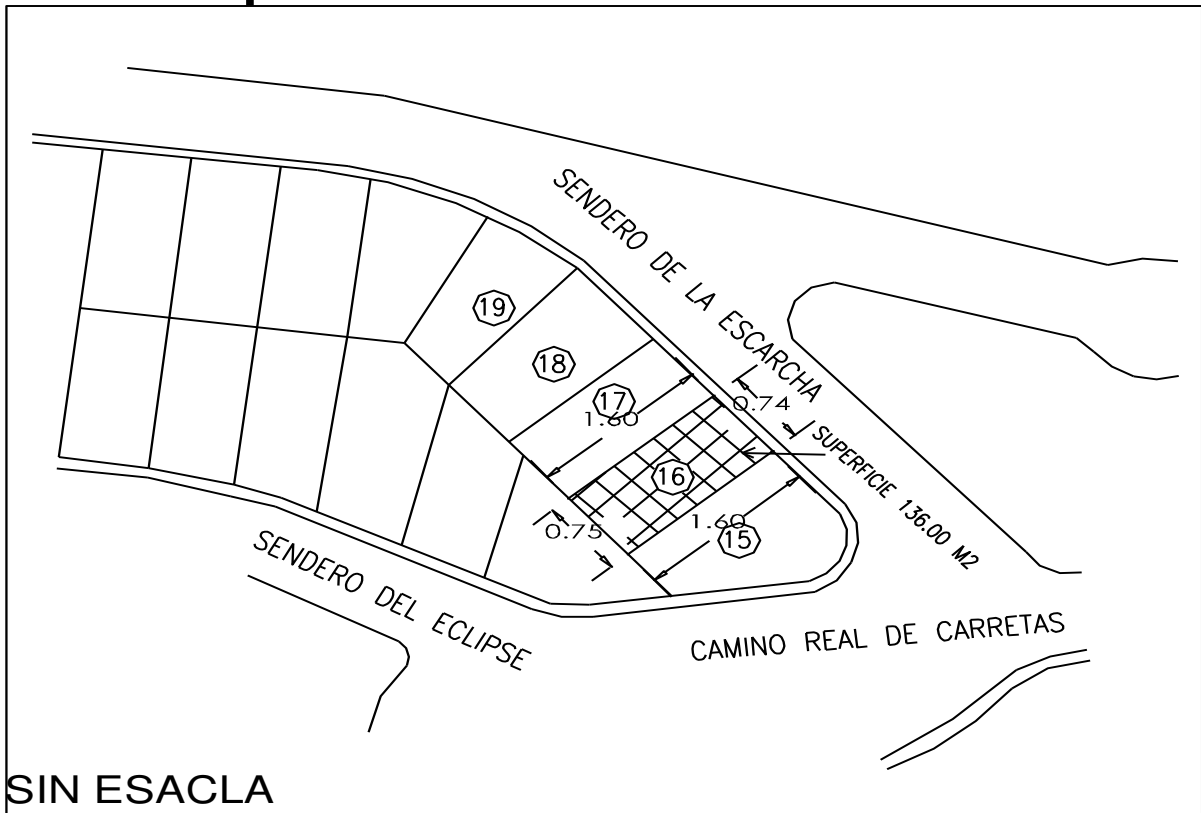 SENDERO DE LA ESCARCHA
19
18
17
1.60
0.74
SUPERFICIE 136.00 M2
16
0.75
1.60
15
SENDERO DEL ECLIPSE
CAMINO REAL DE CARRETAS
SIN ESACLA